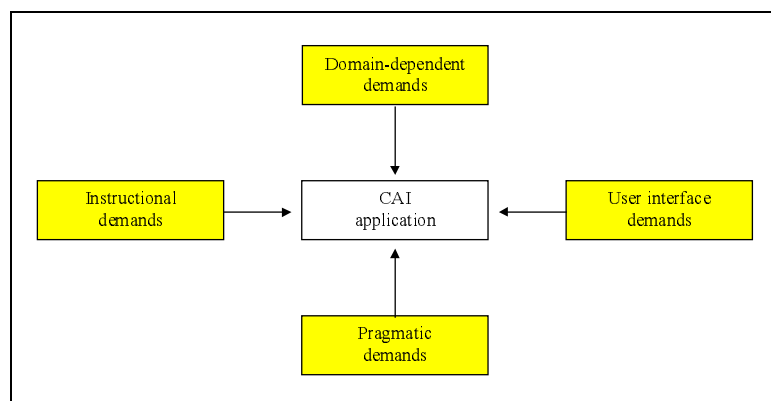 Domain-dependent
demands
Instructional
demands
CAI
application
User interface
demands
Pragmatic
demands